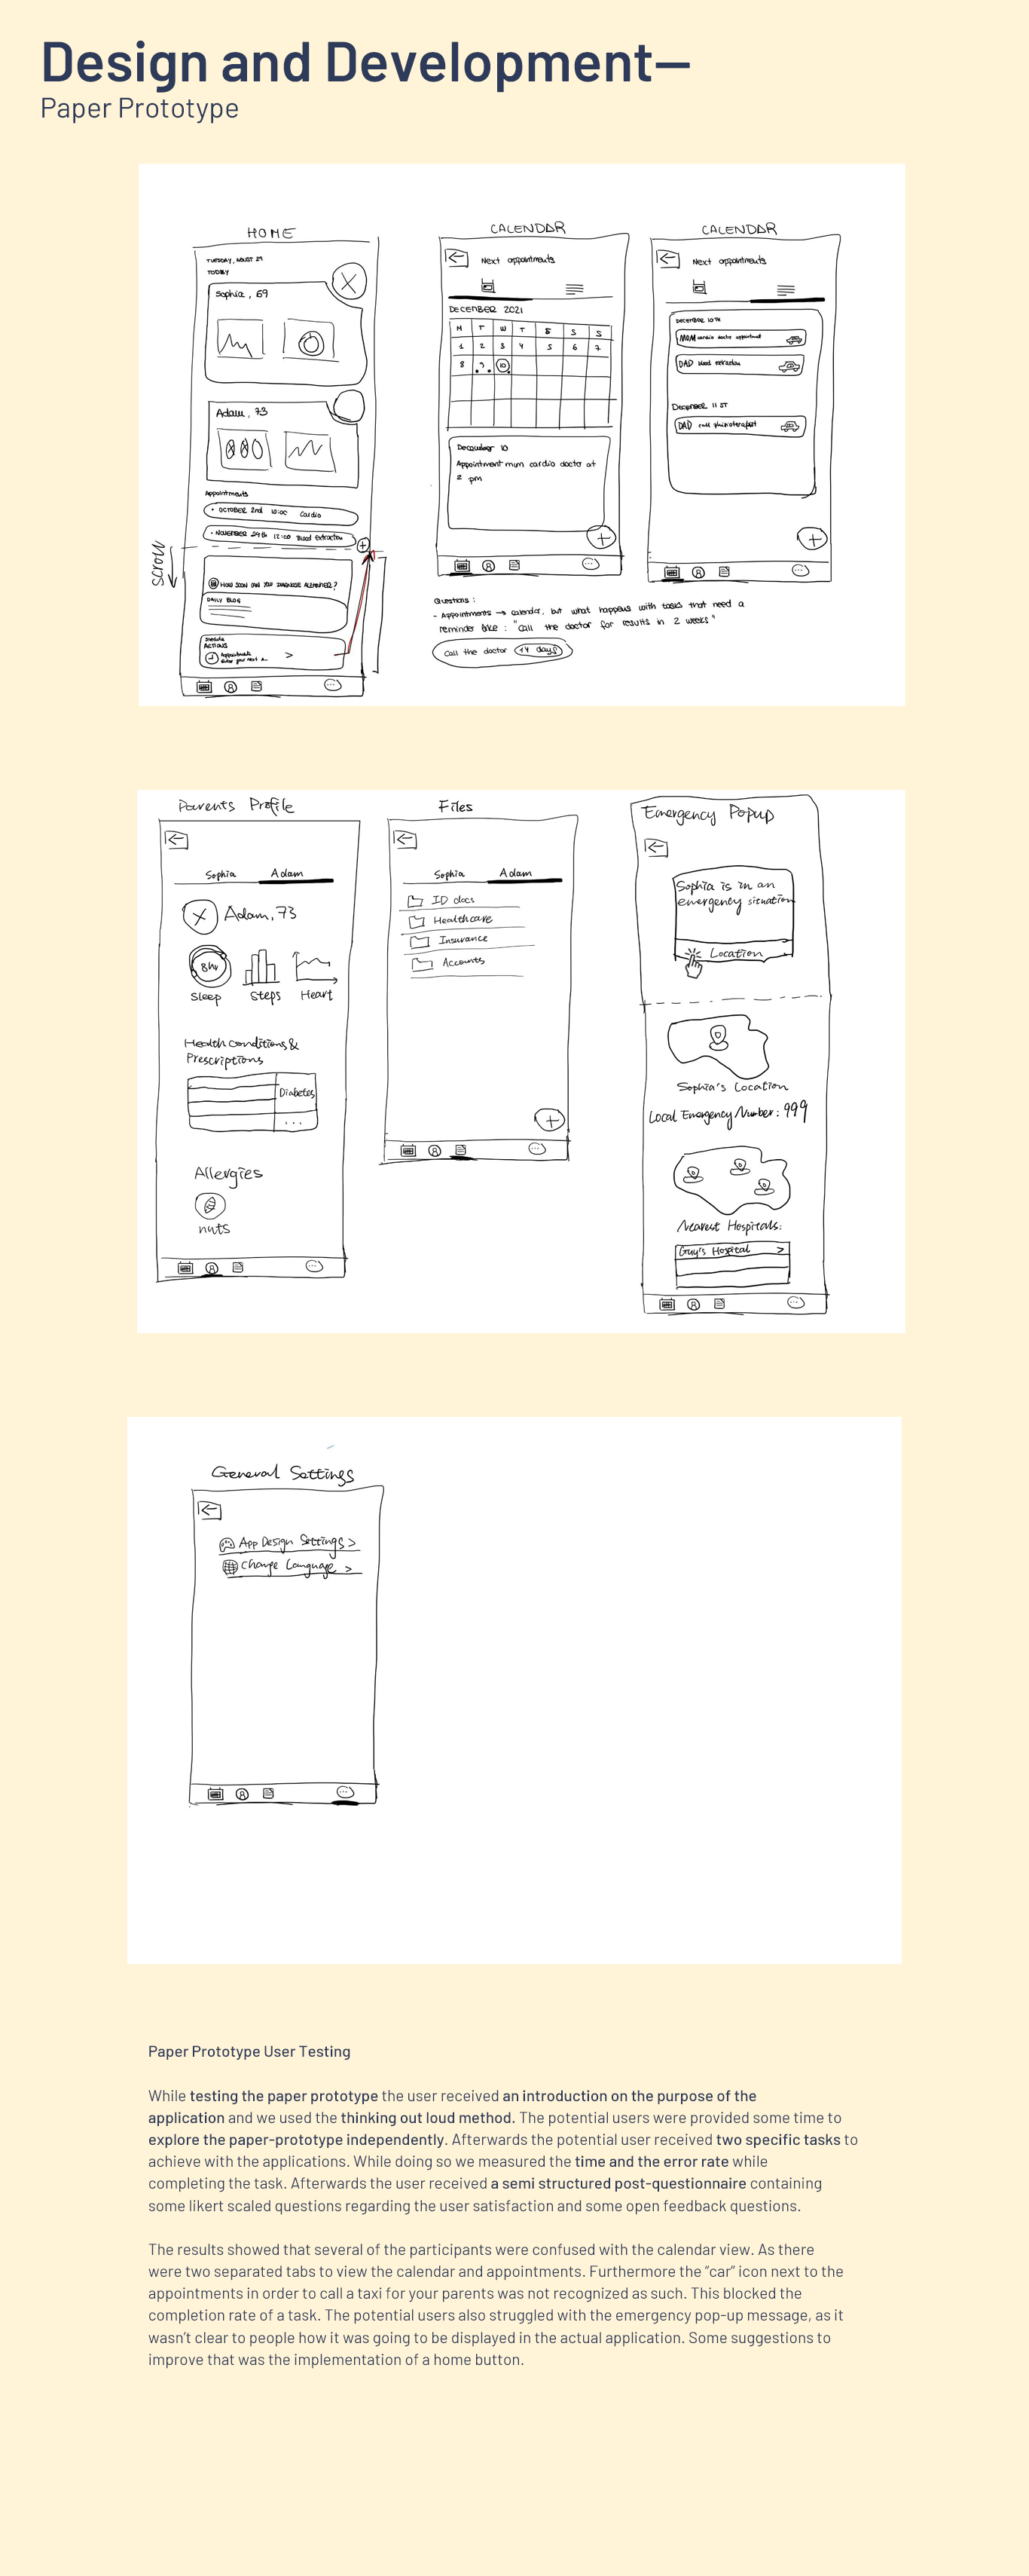 Design and Development—
Paper Prototype
HOME
TUESDAY, AUGUST 29
TODAY
Sophia, 69
Adam, 73
Appointments
• OCTOBER 2nd 10:00 Cardio
• NOVEMBER 29th 12:00 Blood Extraction
SCROLL
HOW SOON CAN YOU DIAGNOSE ALZHEIMER?
DAILY BLOG
ACTIONS
Appointment
CALENDAR
Next appointments
DECEMBER 2021
M T W T F S S
1 2 3 4 5 6 7
8 9 10
December 10
Appointment mum cardio doctor at
2 pm
CALENDAR
Next appointments
DECEMBER 10TH
MOM cardio doctor appointment
DAD blood extraction
DECEMBER 11ST
DAD call
Questions:
- Appointments → calendar, but what happens with tasks that need a
reminder like: "call the doctor for results in 2 weeks"
Call the doctor 14 days
Parents Profile
Sophia Adam
Adam, 73
8hr
Sleep Steps Heart
Health conditions &
Prescriptions
Diabetes
...
Allergies
nuts
Files
Sophia Adam
ID docs
Healthcare
Insurance
Accounts
Emergency Popup
Sophia is in an
emergency situation
Location
Sophia's Location
Local Emergency Number: 999
Nearest Hospitals:
Guy's Hospital >
General Settings
App Design Settings >
Change Language >
Paper Prototype User Testing
While testing the paper prototype the user received an introduction on the purpose of the
application and we used the thinking out loud method. The potential users were provided some time to
explore the paper-prototype independently. Afterwards the potential user received two specific tasks to
achieve with the applications. While doing so we measured the time and the error rate while
completing the task. Afterwards the user received a semi structured post-questionnaire containing
some likert scaled questions regarding the user satisfaction and some open feedback questions.
The results showed that several of the participants were confused with the calendar view. As there
were two separated tabs to view the calendar and appointments. Furthermore the “car” icon next to the
appointments in order to call a taxi for your parents was not recognized as such. This blocked the
completion rate of a task. The potential users also struggled with the emergency pop-up message, as it
wasn’t clear to people how it was going to be displayed in the actual application. Some suggestions to
improve that was the implementation of a home button.